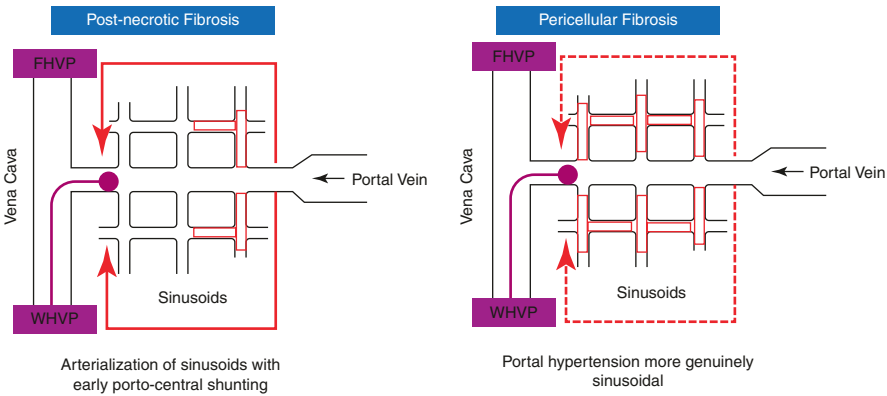 Post-necrotic Fibrosis
FHVP
Vena Cava
Portal Vein
Sinusoids
WHVP
Arterialization of sinusoids with
early porto-central shunting
Pericellular Fibrosis
FHVP
Vena Cava
Portal Vein
Sinusoids
WHVP
Portal hypertension more genuinely
sinusoidal